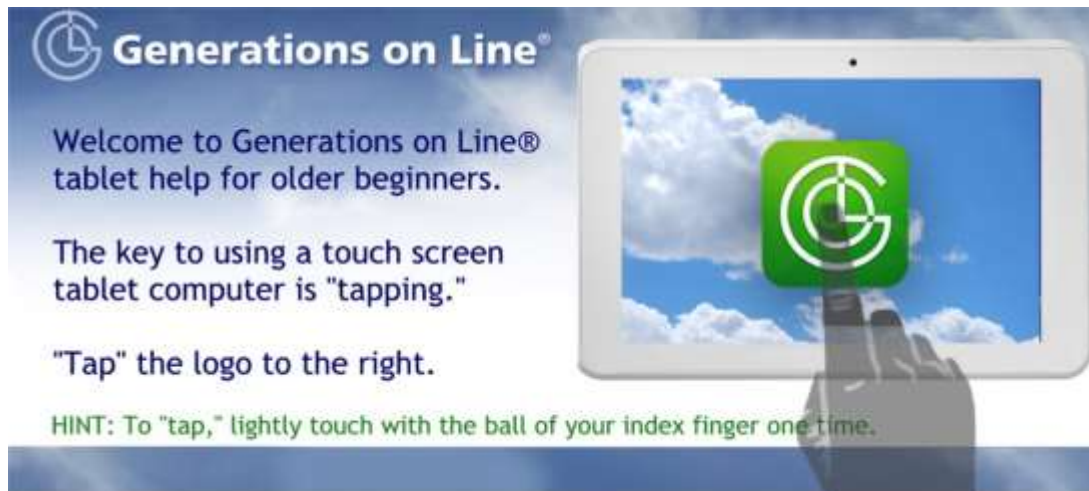 Generations on Line®
Welcome to Generations on Line®
tablet help for older beginners.
The key to using a touch screen
tablet computer is "tapping."
"Tap" the logo to the right.
HINT: To "tap," lightly touch with the ball of your index finger one time.